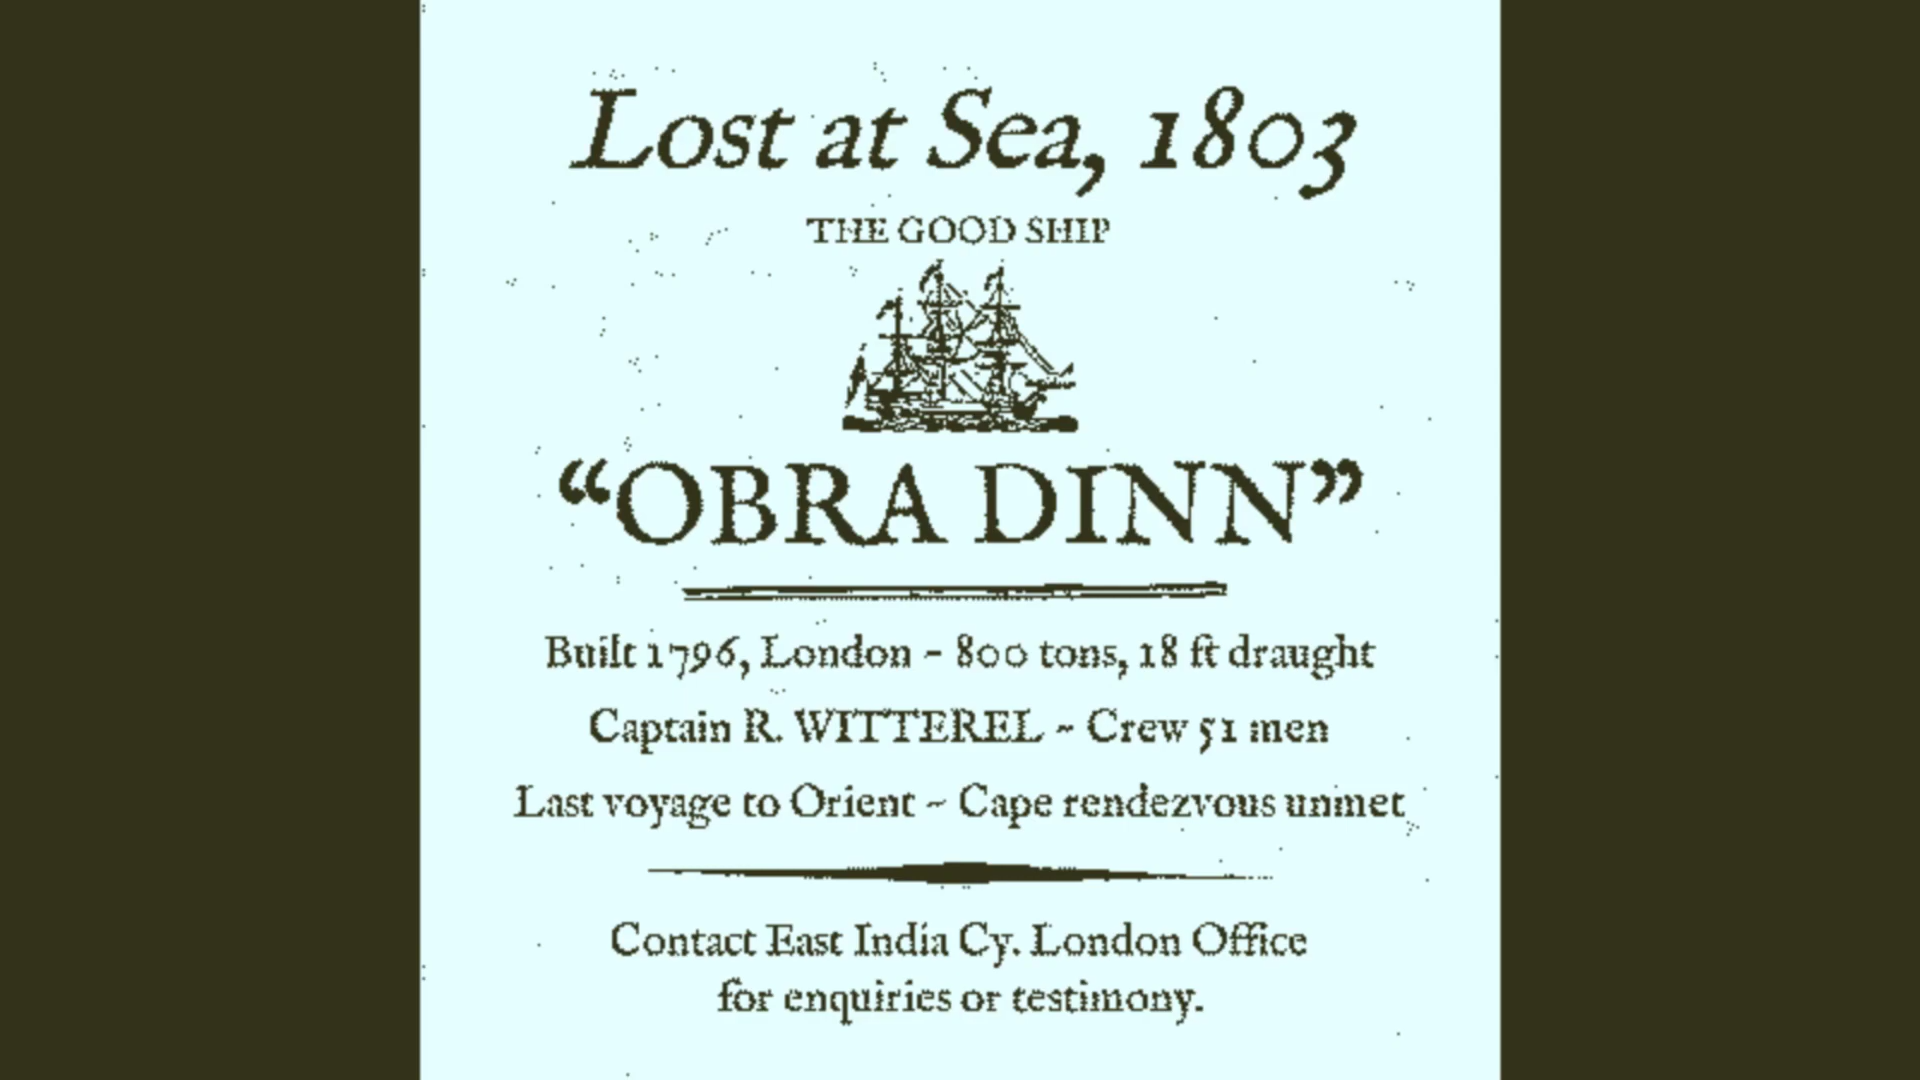 Lost at Sea, 1803
THE GOOD SHIP
“OBRA DINN”
Built 1796, London ~ 800 tons, 18 ft draught
Captain R. WITTEREL ~ Crew 51 men
Last voyage to Orient ~ Cape rendezvous unmet
Contact East India Cy. London Office
for enquiries or testimony.